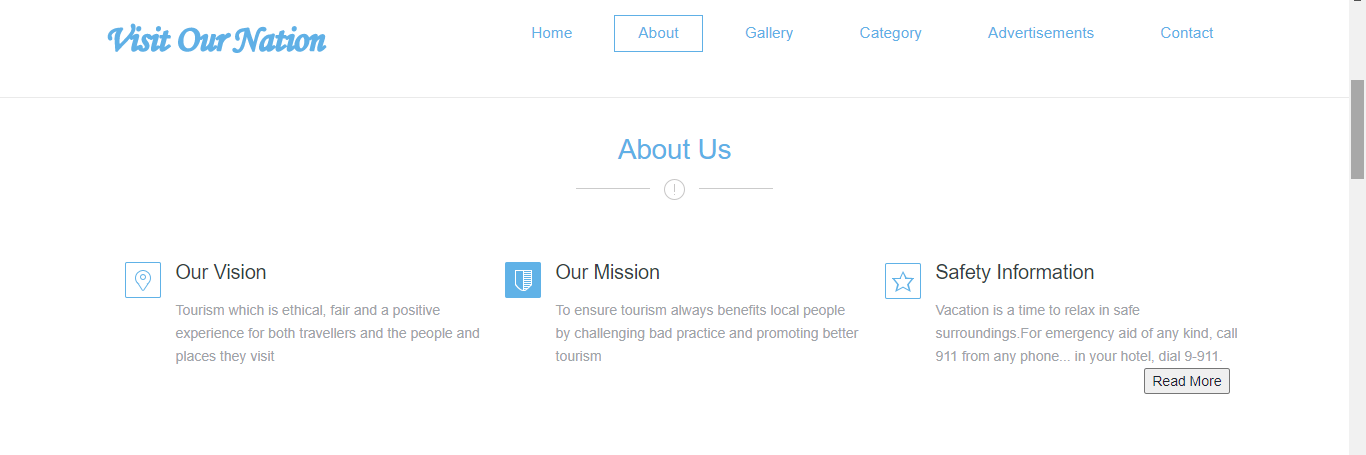 Visit Our Nation
Home About Gallery Category Advertisements Contact
About Us
Our Vision
Tourism which is ethical, fair and a positive
experience for both travellers and the people and
places they visit
Our Mission
To ensure tourism always benefits local people
by challenging bad practice and promoting better
tourism
Safety Information
Vacation is a time to relax in safe
surroundings.For emergency aid of any kind, call
911 from any phone... in your hotel, dial 9-911.
Read More